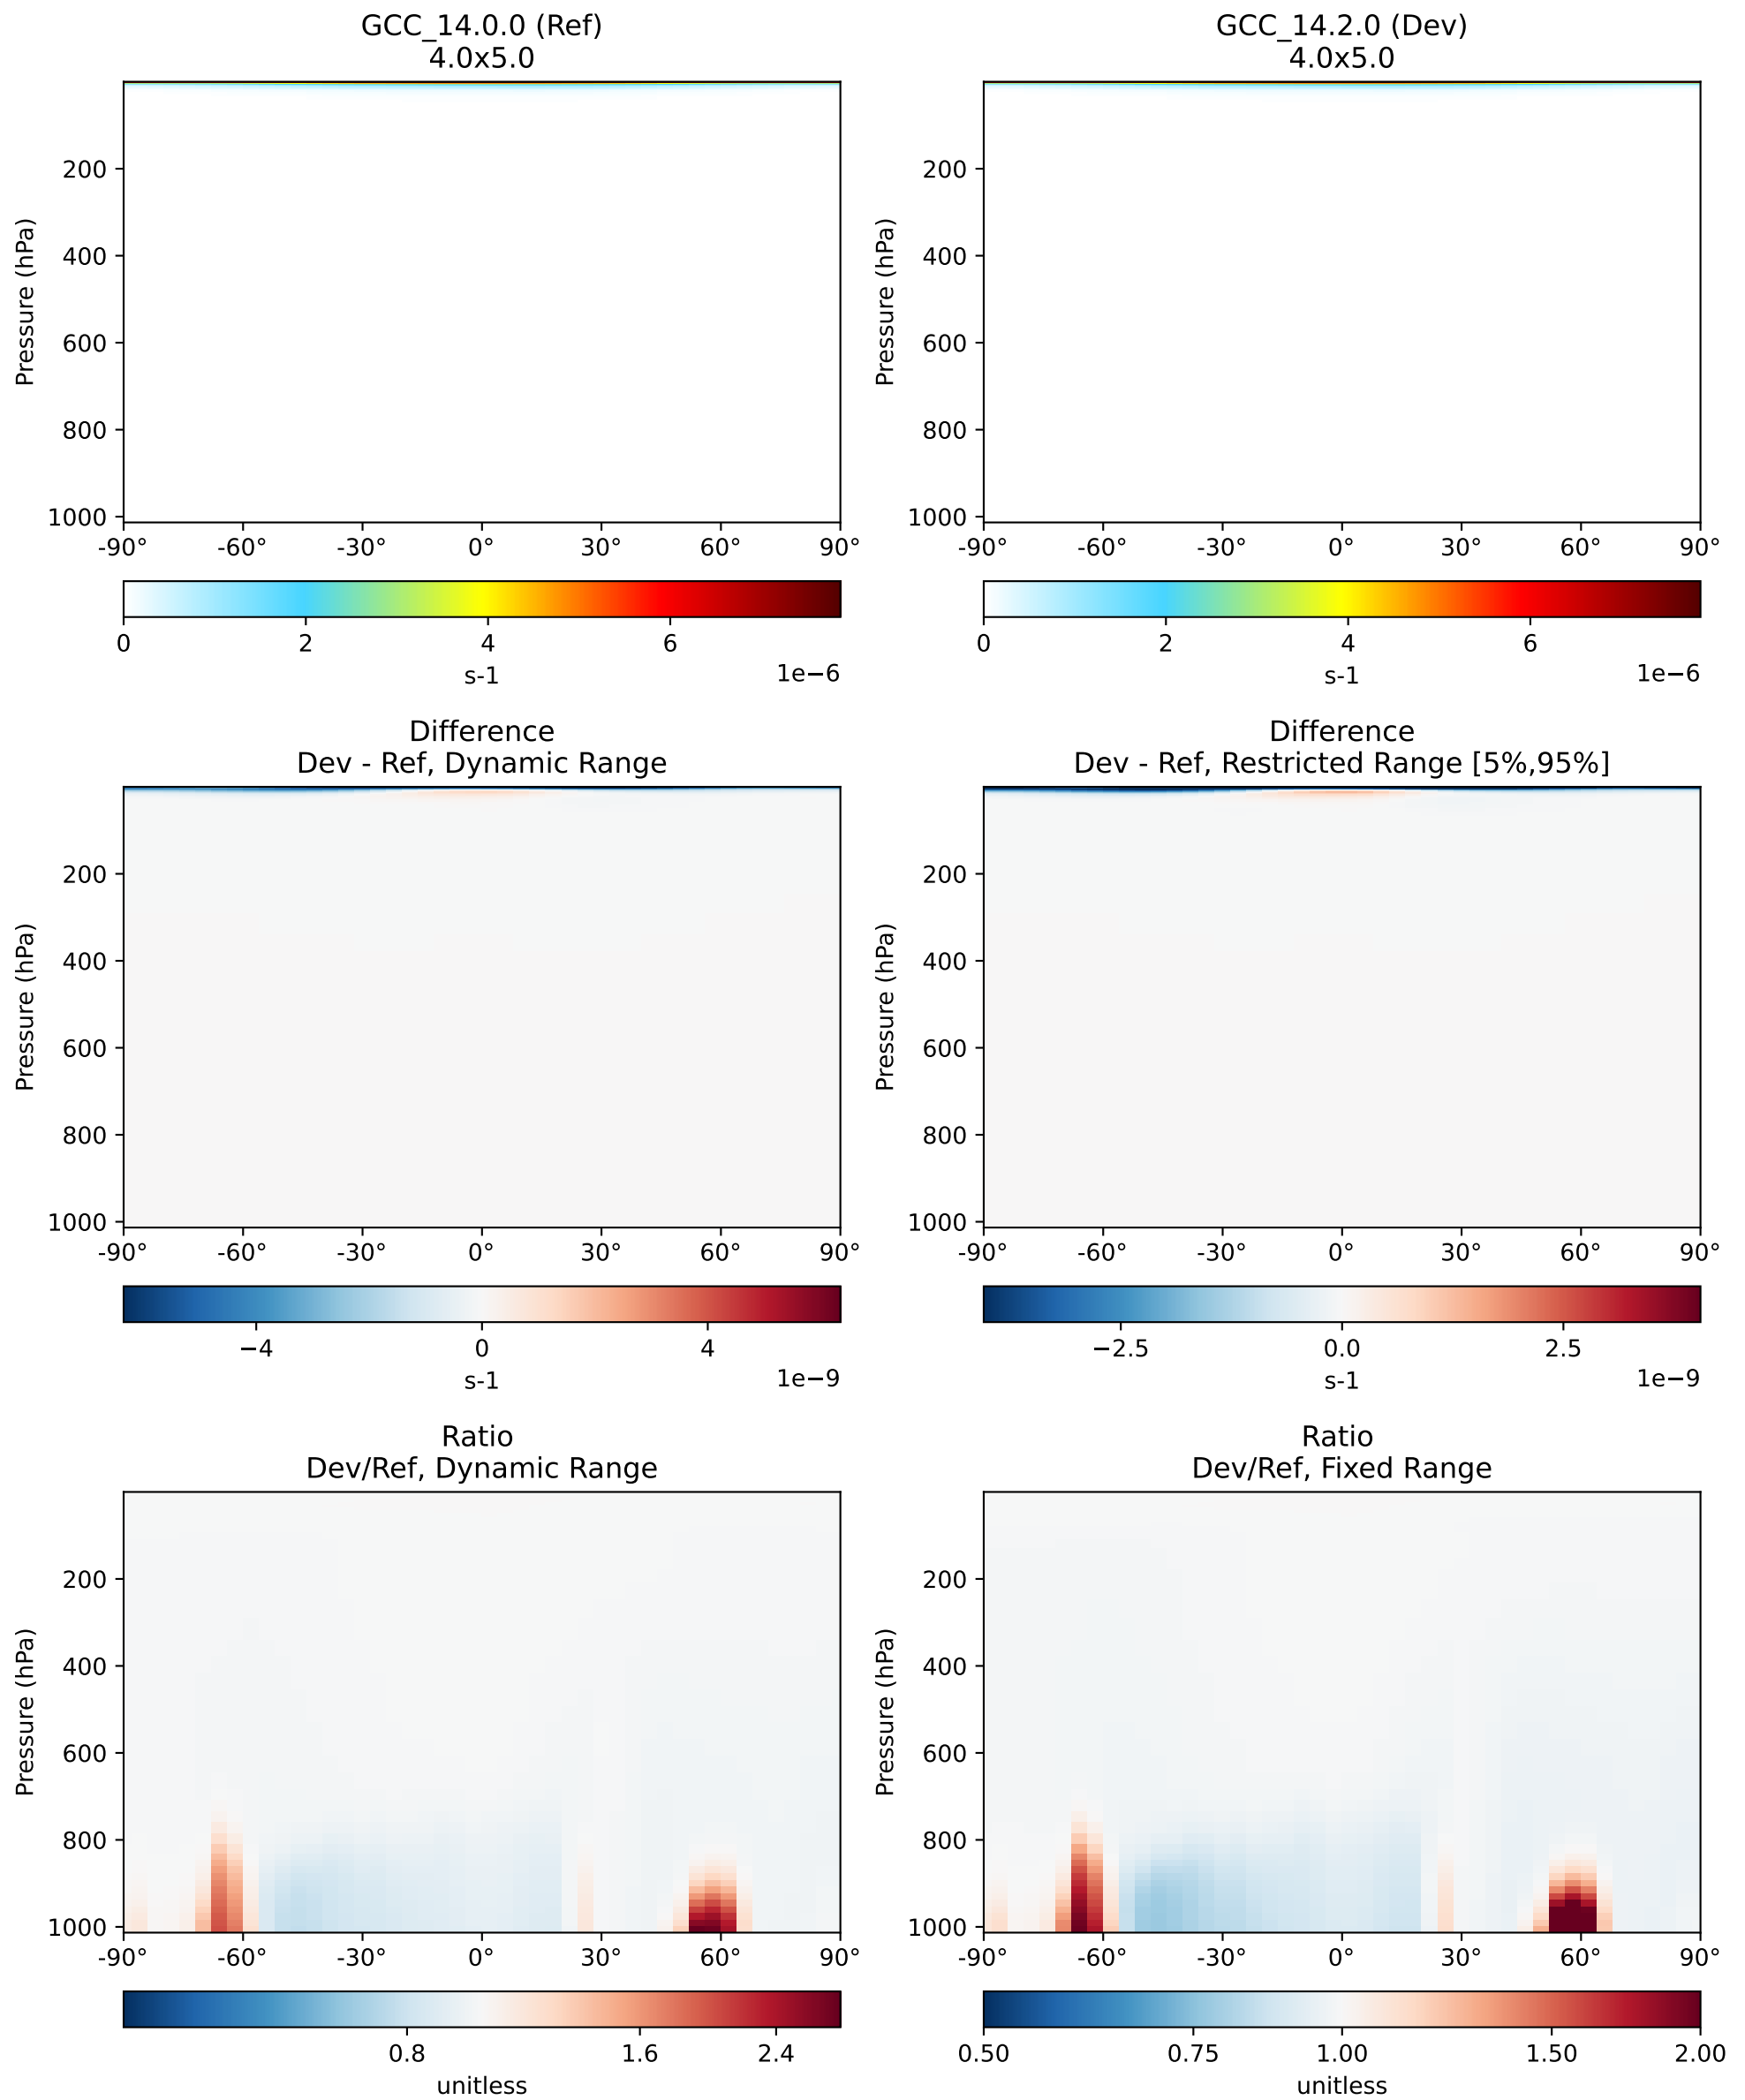 GCC_14.0.0 (Ref)
4.0x5.0
Pressure (hPa)
200
400
600
800
1000
-90° -60° -30° 0° 30° 60° 90°
0 2 4 6
s-1
1e−6
GCC_14.2.0 (Dev)
4.0x5.0
Pressure (hPa)
200
400
600
800
1000
-90° -60° -30° 0° 30° 60° 90°
0 2 4 6
s-1
1e−6
Difference
Dev - Ref, Dynamic Range
Pressure (hPa)
200
400
600
800
1000
-90° -60° -30° 0° 30° 60° 90°
−4 0 4
s-1
1e−9
Difference
Dev - Ref, Restricted Range [5%,95%]
Pressure (hPa)
200
400
600
800
1000
-90° -60° -30° 0° 30° 60° 90°
−2.5 0.0 2.5
s-1
1e−9
Ratio
Dev/Ref, Dynamic Range
Pressure (hPa)
200
400
600
800
1000
-90° -60° -30° 0° 30° 60° 90°
0.8 1.6 2.4
unitless
Ratio
Dev/Ref, Fixed Range
Pressure (hPa)
200
400
600
800
1000
-90° -60° -30° 0° 30° 60° 90°
0.50 0.75 1.00 1.50 2.00
unitless